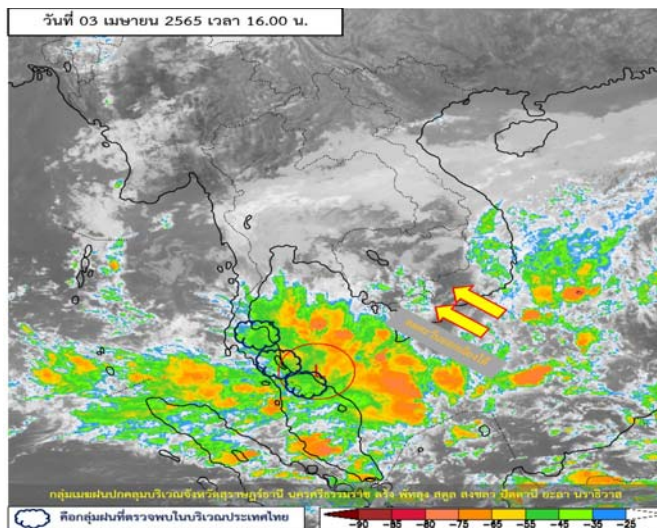 วันที่ 03 เมษายน 2565 เวลา 16.00 น.
กลุ่มเมฆฝนปกคลุมบริเวณจังหวัดสุราษฎร์ธานี นครศรีธรรมราช ตรัง พัทลุง สตูล สงขลา ปัตตานี ยะลา นราธิวาส
คือกลุ่มฝนที่ตรวจพบในบริเวณประเทศไทย
-90 -85 -80 -75 -65 -55 -45 -35 25